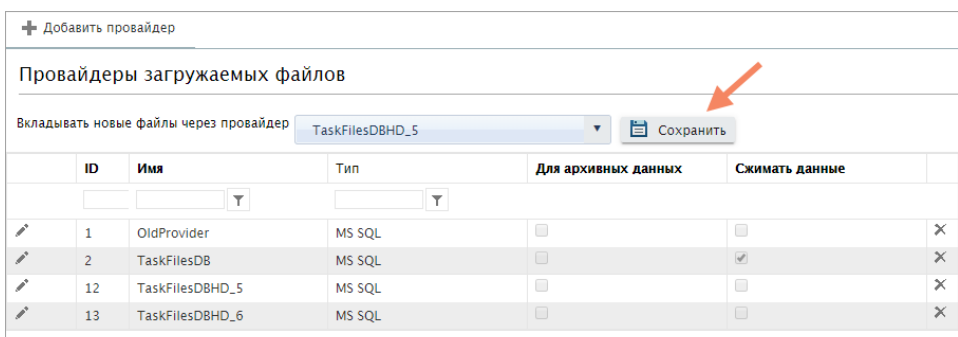 Добавить провайдер
Провайдеры загружаемых файлов
Вкладывать новые файлы через провайдер TaskFilesDBHD_5 Сохранить
ID Имя Тип Для архивных данных Сжимать данные
1 OldProvider MS SQL
2 TaskFilesDB MS SQL
12 TaskFilesDBHD_5 MS SQL
13 TaskFilesDBHD_6 MS SQL